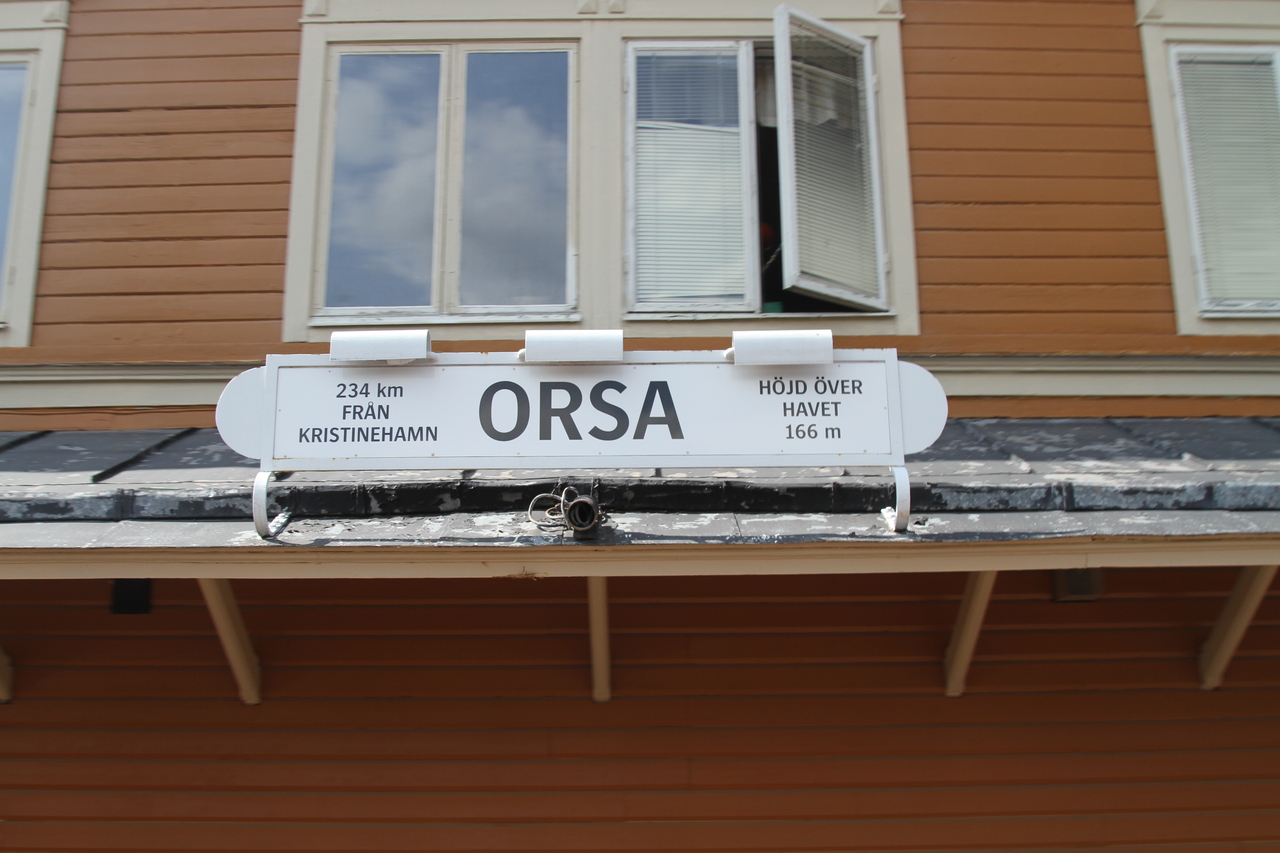 234 km
FRÅN
KRISTINEHAMN
ORSA
HÖJD ÖVER
HAVET
166 m